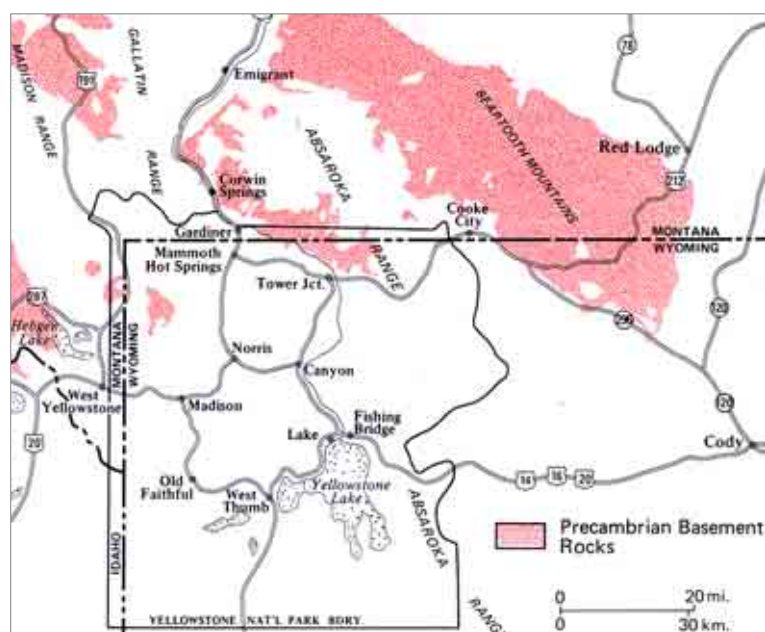 MADISON
RANGE
GALLATIN
RANGE
191
Emigrant
ABSAROKA
BEARTOOTH MOUNTAINS
78
Red Lodge
212
Corwin
Springs
Gardiner
Cooke
City
MONTANA
WYOMING
Mammoth
Hot Springs
RANGE
Tower Jct.
287
Hebgen
Lake
MONTANA
WYOMING
296
120
Norris
Canyon
West
Yellowstone
Madison
20
Fishing
Bridge
Lake
120
Cody
Old
Faithful
West
Thumb
Yellowstone
Lake
14
16
20
ABSAROKA
RANGE
IDAHO
YELLOWSTONE NAT'L PARK BDRY.
Precambrian Basement
Rocks
0 20 mi.
0 30 km.